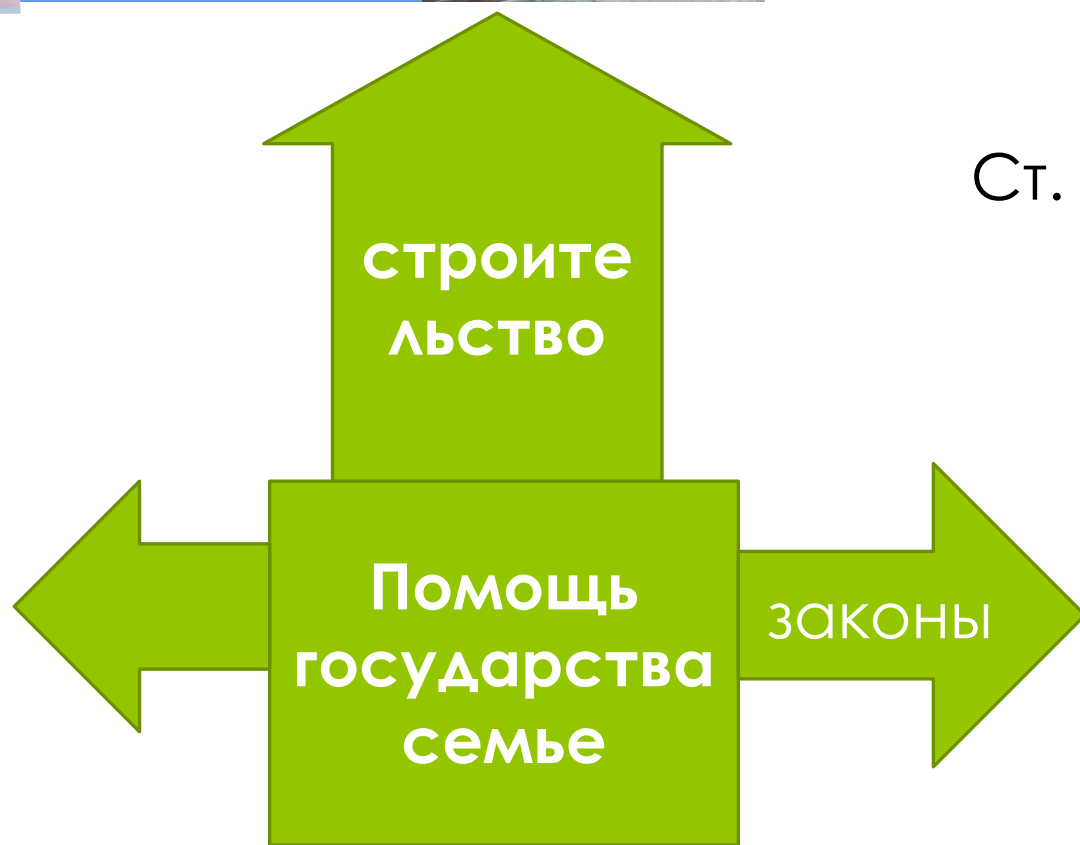 Ст.
строите
льство
Помощь
государства
семье
законы